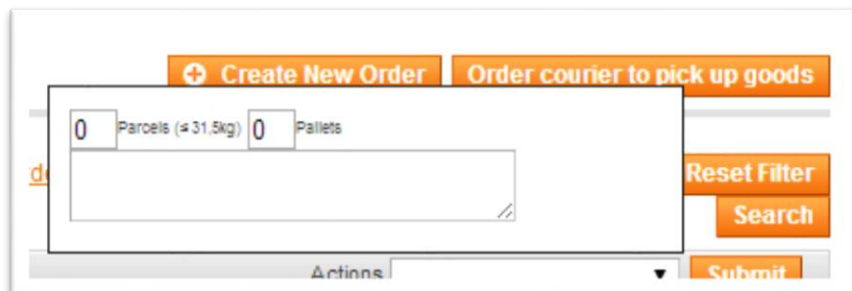 Create New Order
Order courier to pick up goods
0 Parcels (≤ 31,5kg) 0 Pallets
Reset Filter
Search
Actions
Submit